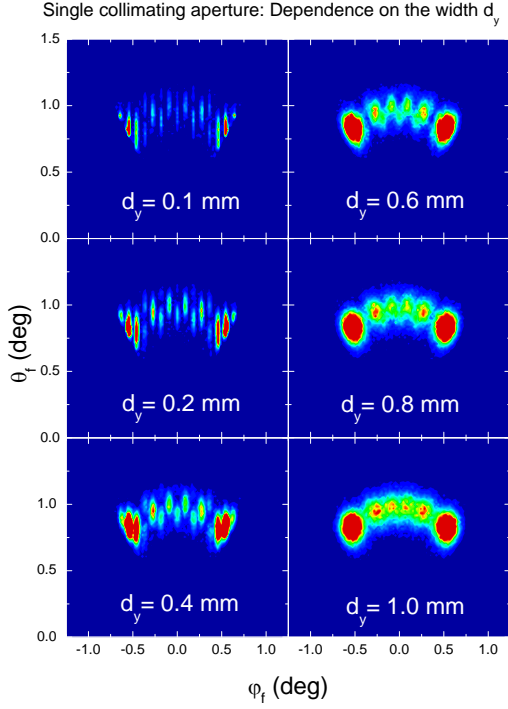 Single collimating aperture: Dependence on the width d_y
1.5
1.0
0.5
0.0
d_y= 0.1 mm
d_y= 0.6 mm
1.0
0.5
0.0
d_y= 0.2 mm
d_y= 0.8 mm
1.0
0.5
0.0
d_y= 0.4 mm
d_y= 1.0 mm
θ_f (deg)
-1.0 -0.5 0.0 0.5 1.0 -1.0 -0.5 0.0 0.5 1.0
φ_f (deg)